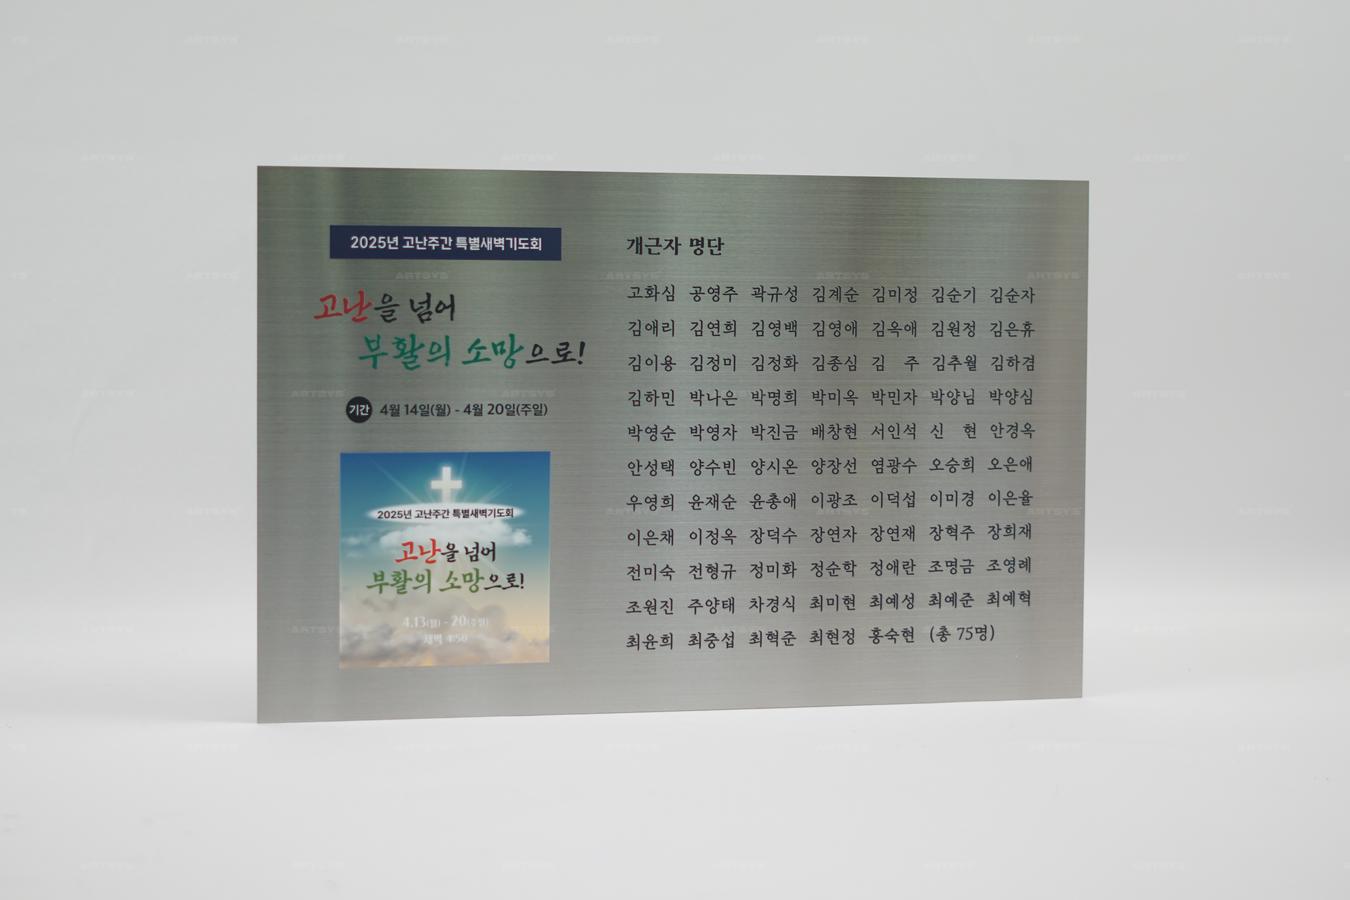 2025년 고난주간 특별새벽기도회
고난을 넘어
부활의 소망으로!
기간 4월 14일(월) - 4월 20일(주일)
2025년 고난주간 특별새벽기도회
고난을 넘어
부활의 소망으로!
4.13(월) - 20(주일)
새벽 4:50
개근자 명단
고화심 공영주 곽규성 김계순 김미정 김순기 김순자
김애리 김연희 김영백 김영애 김옥애 김원정 김은휴
김이용 김정미 김정화 김종심 김 주 김추월 김하겸
김하민 박나은 박명희 박미옥 박민자 박양님 박양심
박영순 박영자 박진금 배창현 서인석 신 현 안경옥
안성택 양수빈 양시온 양장선 염광수 오승희 오은애
우영희 윤재순 윤총애 이광조 이덕섭 이미경 이은율
이은채 이정옥 장덕수 장연자 장연재 장혁주 장희재
전미숙 전형규 정미화 정순학 정애란 조명금 조영례
조원진 주양태 차경식 최미현 최예성 최예준 최예혁
최윤희 최중섭 최혁준 최현정 홍숙현 (총 75명)
ARTSYS